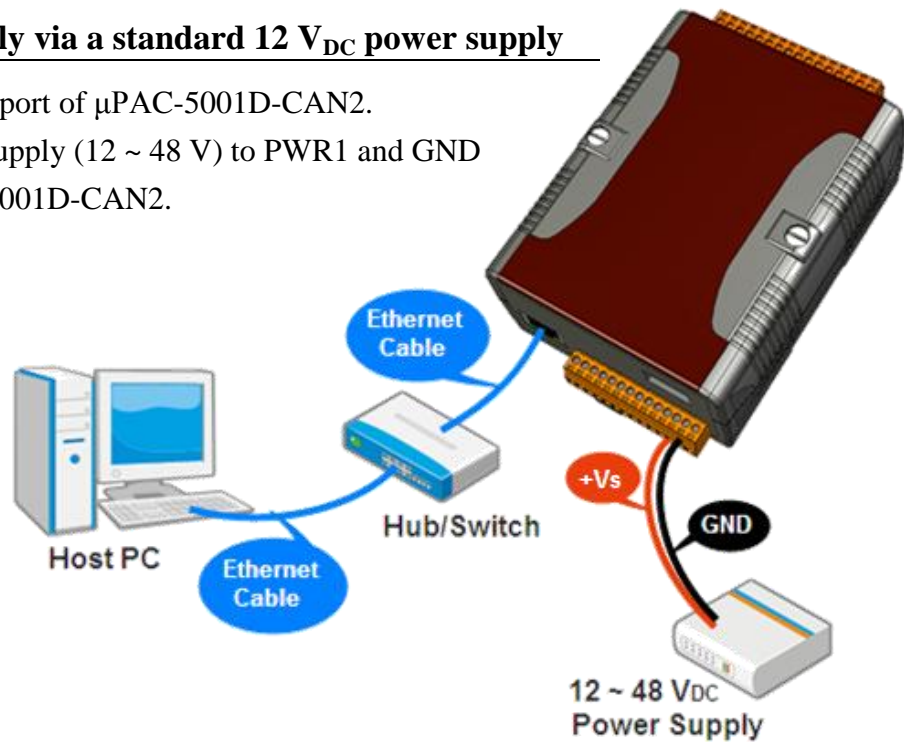 ly via a standard 12 VDC power supply
port of μPAC-5001D-CAN2.
upply (12 ~ 48 V) to PWR1 and GND
001D-CAN2.
Ethernet
Cable
+Vs
Hub/Switch
GND
Host PC
Ethernet
Cable
12 ~ 48 VDC
Power Supply